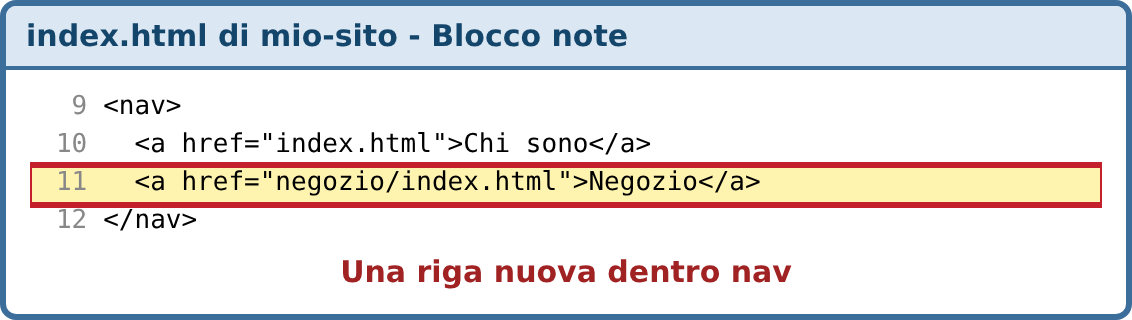 index.html di mio-sito - Blocco note
9 <nav>
10   <a href="index.html">Chi sono</a>
11   <a href="negozio/index.html">Negozio</a>
12 </nav>
Una riga nuova dentro nav